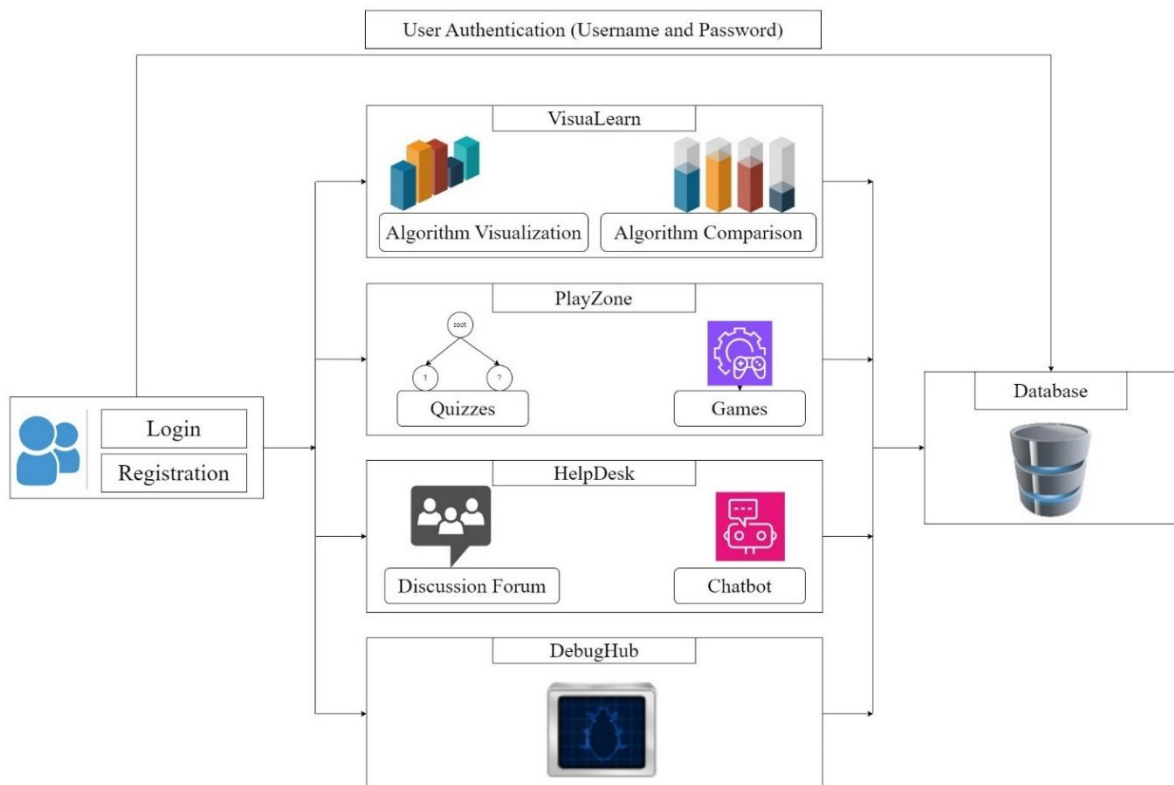 User Authentication (Username and Password)
VisuaLearn
Algorithm Visualization
Algorithm Comparison
PlayZone
root
1
?
Quizzes
Games
Login
Registration
Database
HelpDesk
Discussion Forum
Chatbot
DebugHub